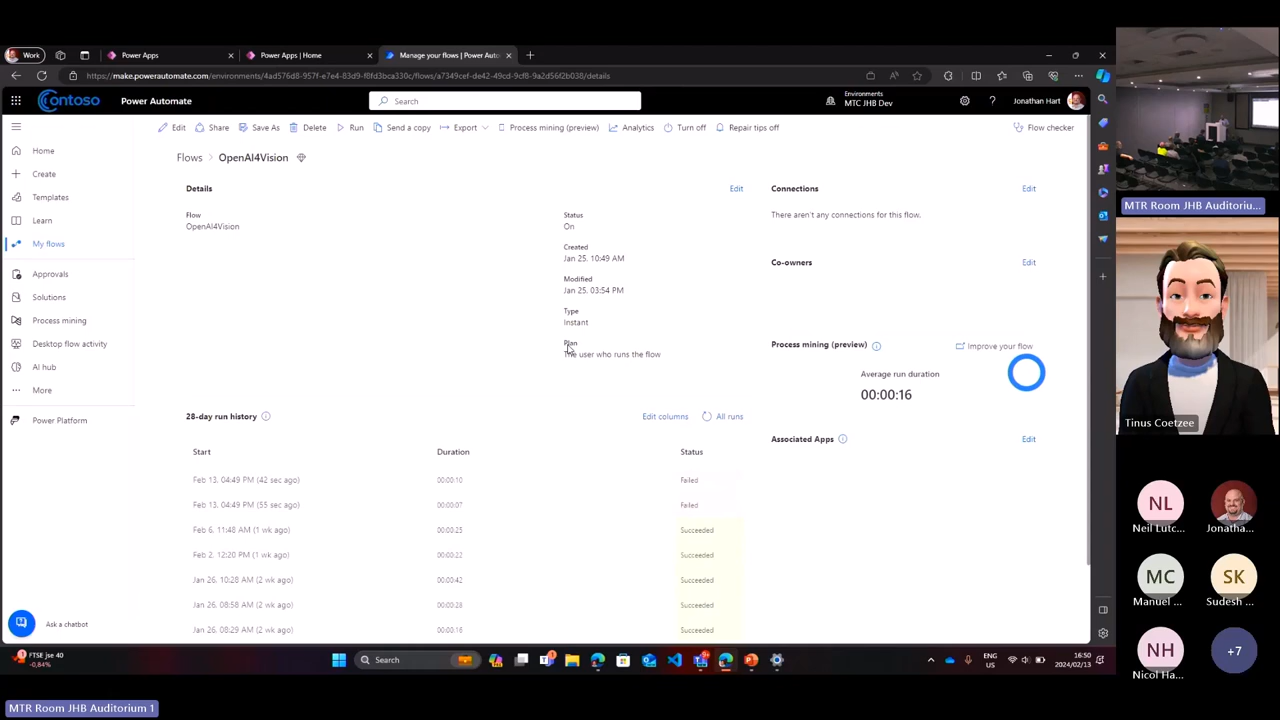 Work
Power Apps
Power Apps | Home
Manage your flows | Power Auto...
https://make.powerautomate.com/environments/4ad576d8-957f-e7e4-83d9-f8fd3bca330c/flows/a7349cef-de42-49cd-9cf8-9a2d56f2b038/details
Contoso
Power Automate
Search
Environments
MTC JHB Dev
Jonathan Hart
Edit
Share
Save As
Delete
Run
Send a copy
Export
Process mining (preview)
Analytics
Turn off
Repair tips off
Flow checker
Home
Create
Templates
Learn
My flows
Approvals
Solutions
Process mining
Desktop flow activity
AI hub
More
Power Platform
Ask a chatbot
Flows > OpenAI4Vision
Details
Edit
Flow
OpenAI4Vision
Status
On
Created
Jan 25, 10:49 AM
Modified
Jan 25, 03:54 PM
Type
Instant
Plan
The user who runs the flow
28-day run history
Edit columns
All runs
Start Duration Status
Feb 13, 04:49 PM (42 sec ago) 00:00:10 Failed
Feb 13, 04:49 PM (55 sec ago) 00:00:07 Failed
Feb 6, 11:48 AM (1 wk ago) 00:00:25 Succeeded
Feb 2, 12:20 PM (1 wk ago) 00:00:22 Succeeded
Jan 26, 10:28 AM (2 wk ago) 00:00:42 Succeeded
Jan 26, 08:58 AM (2 wk ago) 00:00:28 Succeeded
Jan 26, 08:29 AM (2 wk ago) 00:00:16 Succeeded
Connections
Edit
There aren't any connections for this flow.
Co-owners
Edit
Process mining (preview)
Improve your flow
Average run duration
00:00:16
Associated Apps
Edit
FTSE jse 40
-0,84%
Search
ENG
US
16:50
2024/02/13
MTR Room JHB Auditorium 1
MTR Room JHB Auditoriu...
Tinus Coetzee
NL
Neil Lutc...
Jonatha...
MC
Manuel ...
SK
Sudesh ...
NH
Nicol Ha...
+7